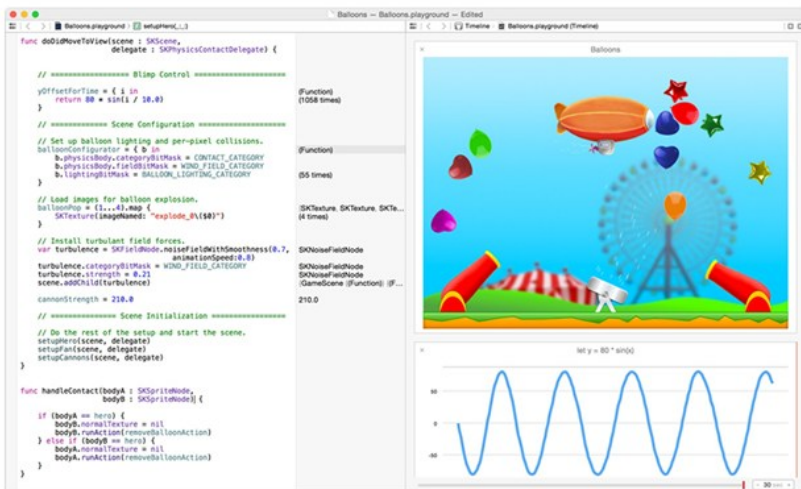 Balloons — Balloons.playground — Edited
Balloons.playground
setupHero(_:_:)
Timeline
Balloons.playground (Timeline)
func doDidMoveToView(scene : SKScene,
delegate : SKPhysicsContactDelegate) {
// ================= Blimp Control =====================
yOffsetForTime = { i in
(Function)
return 80 * sin(i / 10.0)
(1058 times)
}
// ============= Scene Configuration ===================
// Set up balloon lighting and per-pixel collisions.
balloonConfigurator = { b in
(Function)
b.physicsBody.categoryBitMask = CONTACT_CATEGORY
b.physicsBody.fieldBitMask = WIND_FIELD_CATEGORY
b.lightingBitMask = BALLOON_LIGHTING_CATEGORY
(55 times)
}
// Load images for balloon explosion.
balloonPop = (1...4).map {
[SKTexture, SKTexture, SKTe...
SKTexture(imageNamed: "explode_0\($0)")
(4 times)
}
// Install turbulant field forces.
var turbulence = SKFieldNode.noiseFieldWithSmoothness(0.7,
SKNoiseFieldNode
animationSpeed:0.8)
turbulence.categoryBitMask = WIND_FIELD_CATEGORY
SKNoiseFieldNode
turbulence.strength = 0.21
SKNoiseFieldNode
scene.addChild(turbulence)
(GameScene (Function)
cannonStrength = 210.0
210.0
// =============== Scene Initialization =================
// Do the rest of the setup and start the scene.
setupHero(scene, delegate)
setupFan(scene, delegate)
setupCannons(scene, delegate)
}
func handleContact(bodyA : SKSpriteNode,
bodyB : SKSpriteNode) {
if (bodyA == hero) {
bodyB.normalTexture = nil
bodyB.runAction(removeBalloonAction)
} else if (bodyB == hero) {
bodyA.normalTexture = nil
bodyA.runAction(removeBalloonAction)
}
}
Balloons
let y = 80 * sin(x)
50
0
-50
30 sec